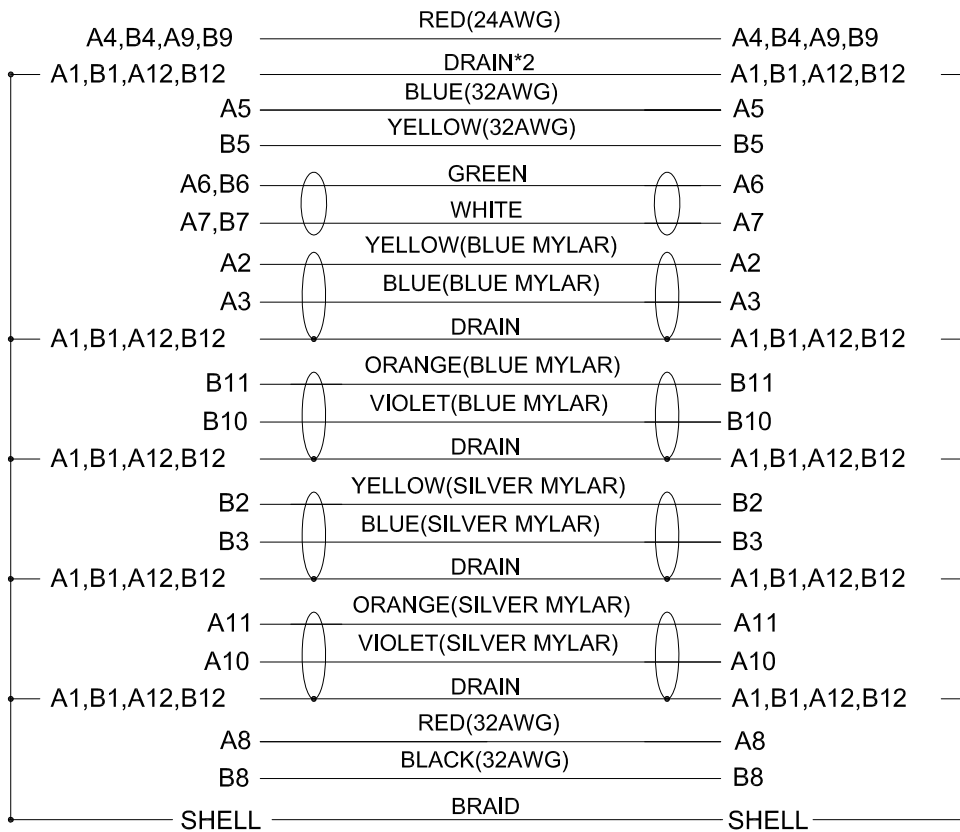 RED(24AWG)
A4,B4,A9,B9 A4,B4,A9,B9
DRAIN*2
A1,B1,A12,B12 A1,B1,A12,B12
BLUE(32AWG)
A5 A5
YELLOW(32AWG)
B5 B5
GREEN
A6,B6 A6
WHITE
A7,B7 A7
YELLOW(BLUE MYLAR)
A2 A2
BLUE(BLUE MYLAR)
A3 A3
DRAIN
A1,B1,A12,B12 A1,B1,A12,B12
ORANGE(BLUE MYLAR)
B11 B11
VIOLET(BLUE MYLAR)
B10 B10
DRAIN
A1,B1,A12,B12 A1,B1,A12,B12
YELLOW(SILVER MYLAR)
B2 B2
BLUE(SILVER MYLAR)
B3 B3
DRAIN
A1,B1,A12,B12 A1,B1,A12,B12
ORANGE(SILVER MYLAR)
A11 A11
VIOLET(SILVER MYLAR)
A10 A10
DRAIN
A1,B1,A12,B12 A1,B1,A12,B12
RED(32AWG)
A8 A8
BLACK(32AWG)
B8 B8
BRAID
SHELL SHELL